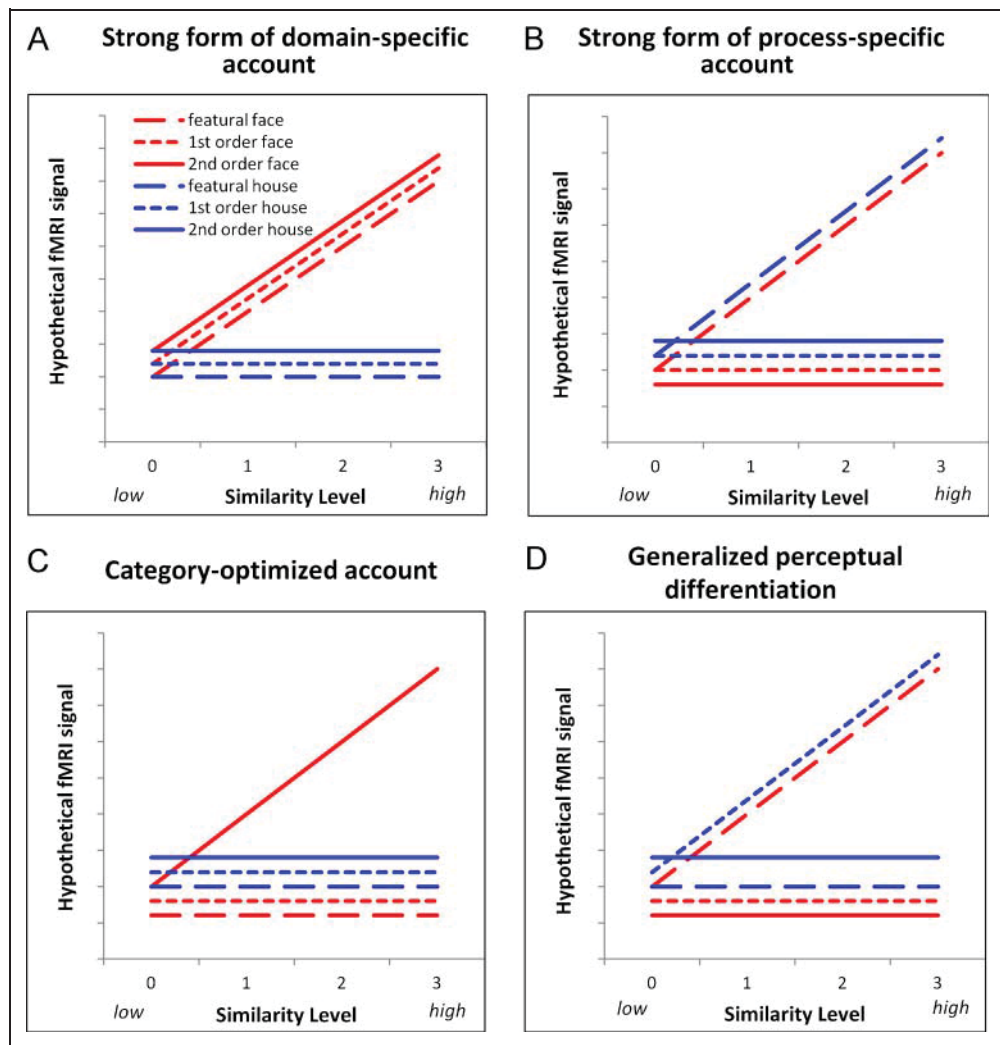 A
Strong form of domain-specific
account
Hypothetical fMRI signal
featural face
1st order face
2nd order face
featural house
1st order house
2nd order house
0 1 2 3
low Similarity Level high
B
Strong form of process-specific
account
Hypothetical fMRI signal
0 1 2 3
low Similarity Level high
C
Category-optimized account
Hypothetical fMRI signal
0 1 2 3
low Similarity Level high
D
Generalized perceptual
differentiation
Hypothetical fMRI signal
0 1 2 3
low Similarity Level high